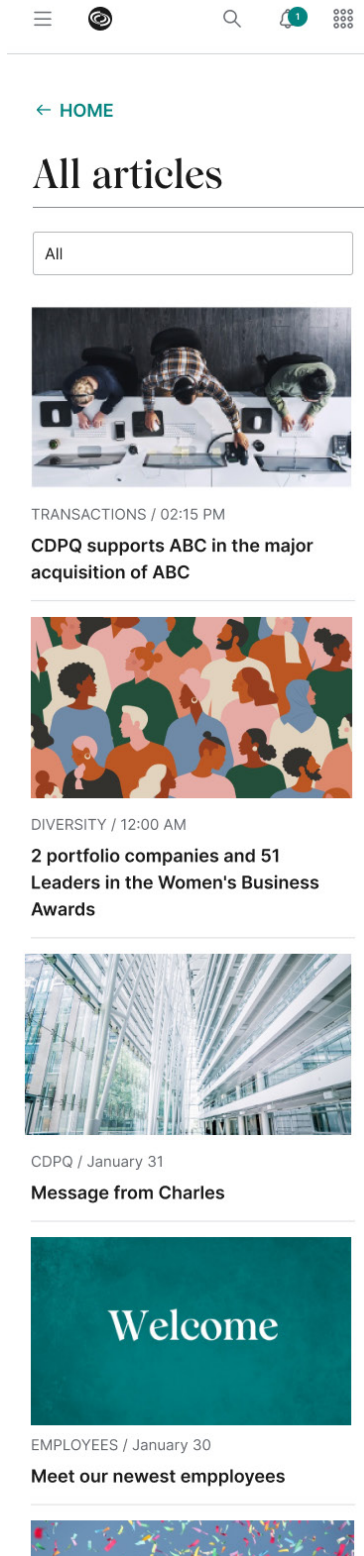 1
← HOME
All articles
All
TRANSACTIONS / 02:15 PM
CDPQ supports ABC in the major
acquisition of ABC
DIVERSITY / 12:00 AM
2 portfolio companies and 51
Leaders in the Women's Business
Awards
CDPQ / January 31
Message from Charles
Welcome
EMPLOYEES / January 30
Meet our newest empployees